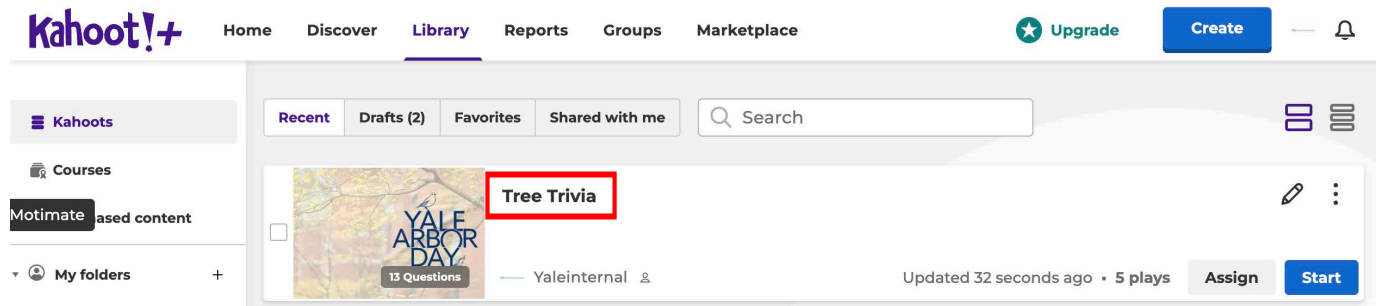 Kahoot!+ Home Discover Library Reports Groups Marketplace Upgrade Create
Kahoots
Courses
Motimate ased content
My folders +
Recent Drafts (2) Favorites Shared with me Search
Tree Trivia
YALE
ARBOR
DAY
13 Questions
Yaleinternal
Updated 32 seconds ago • 5 plays Assign Start